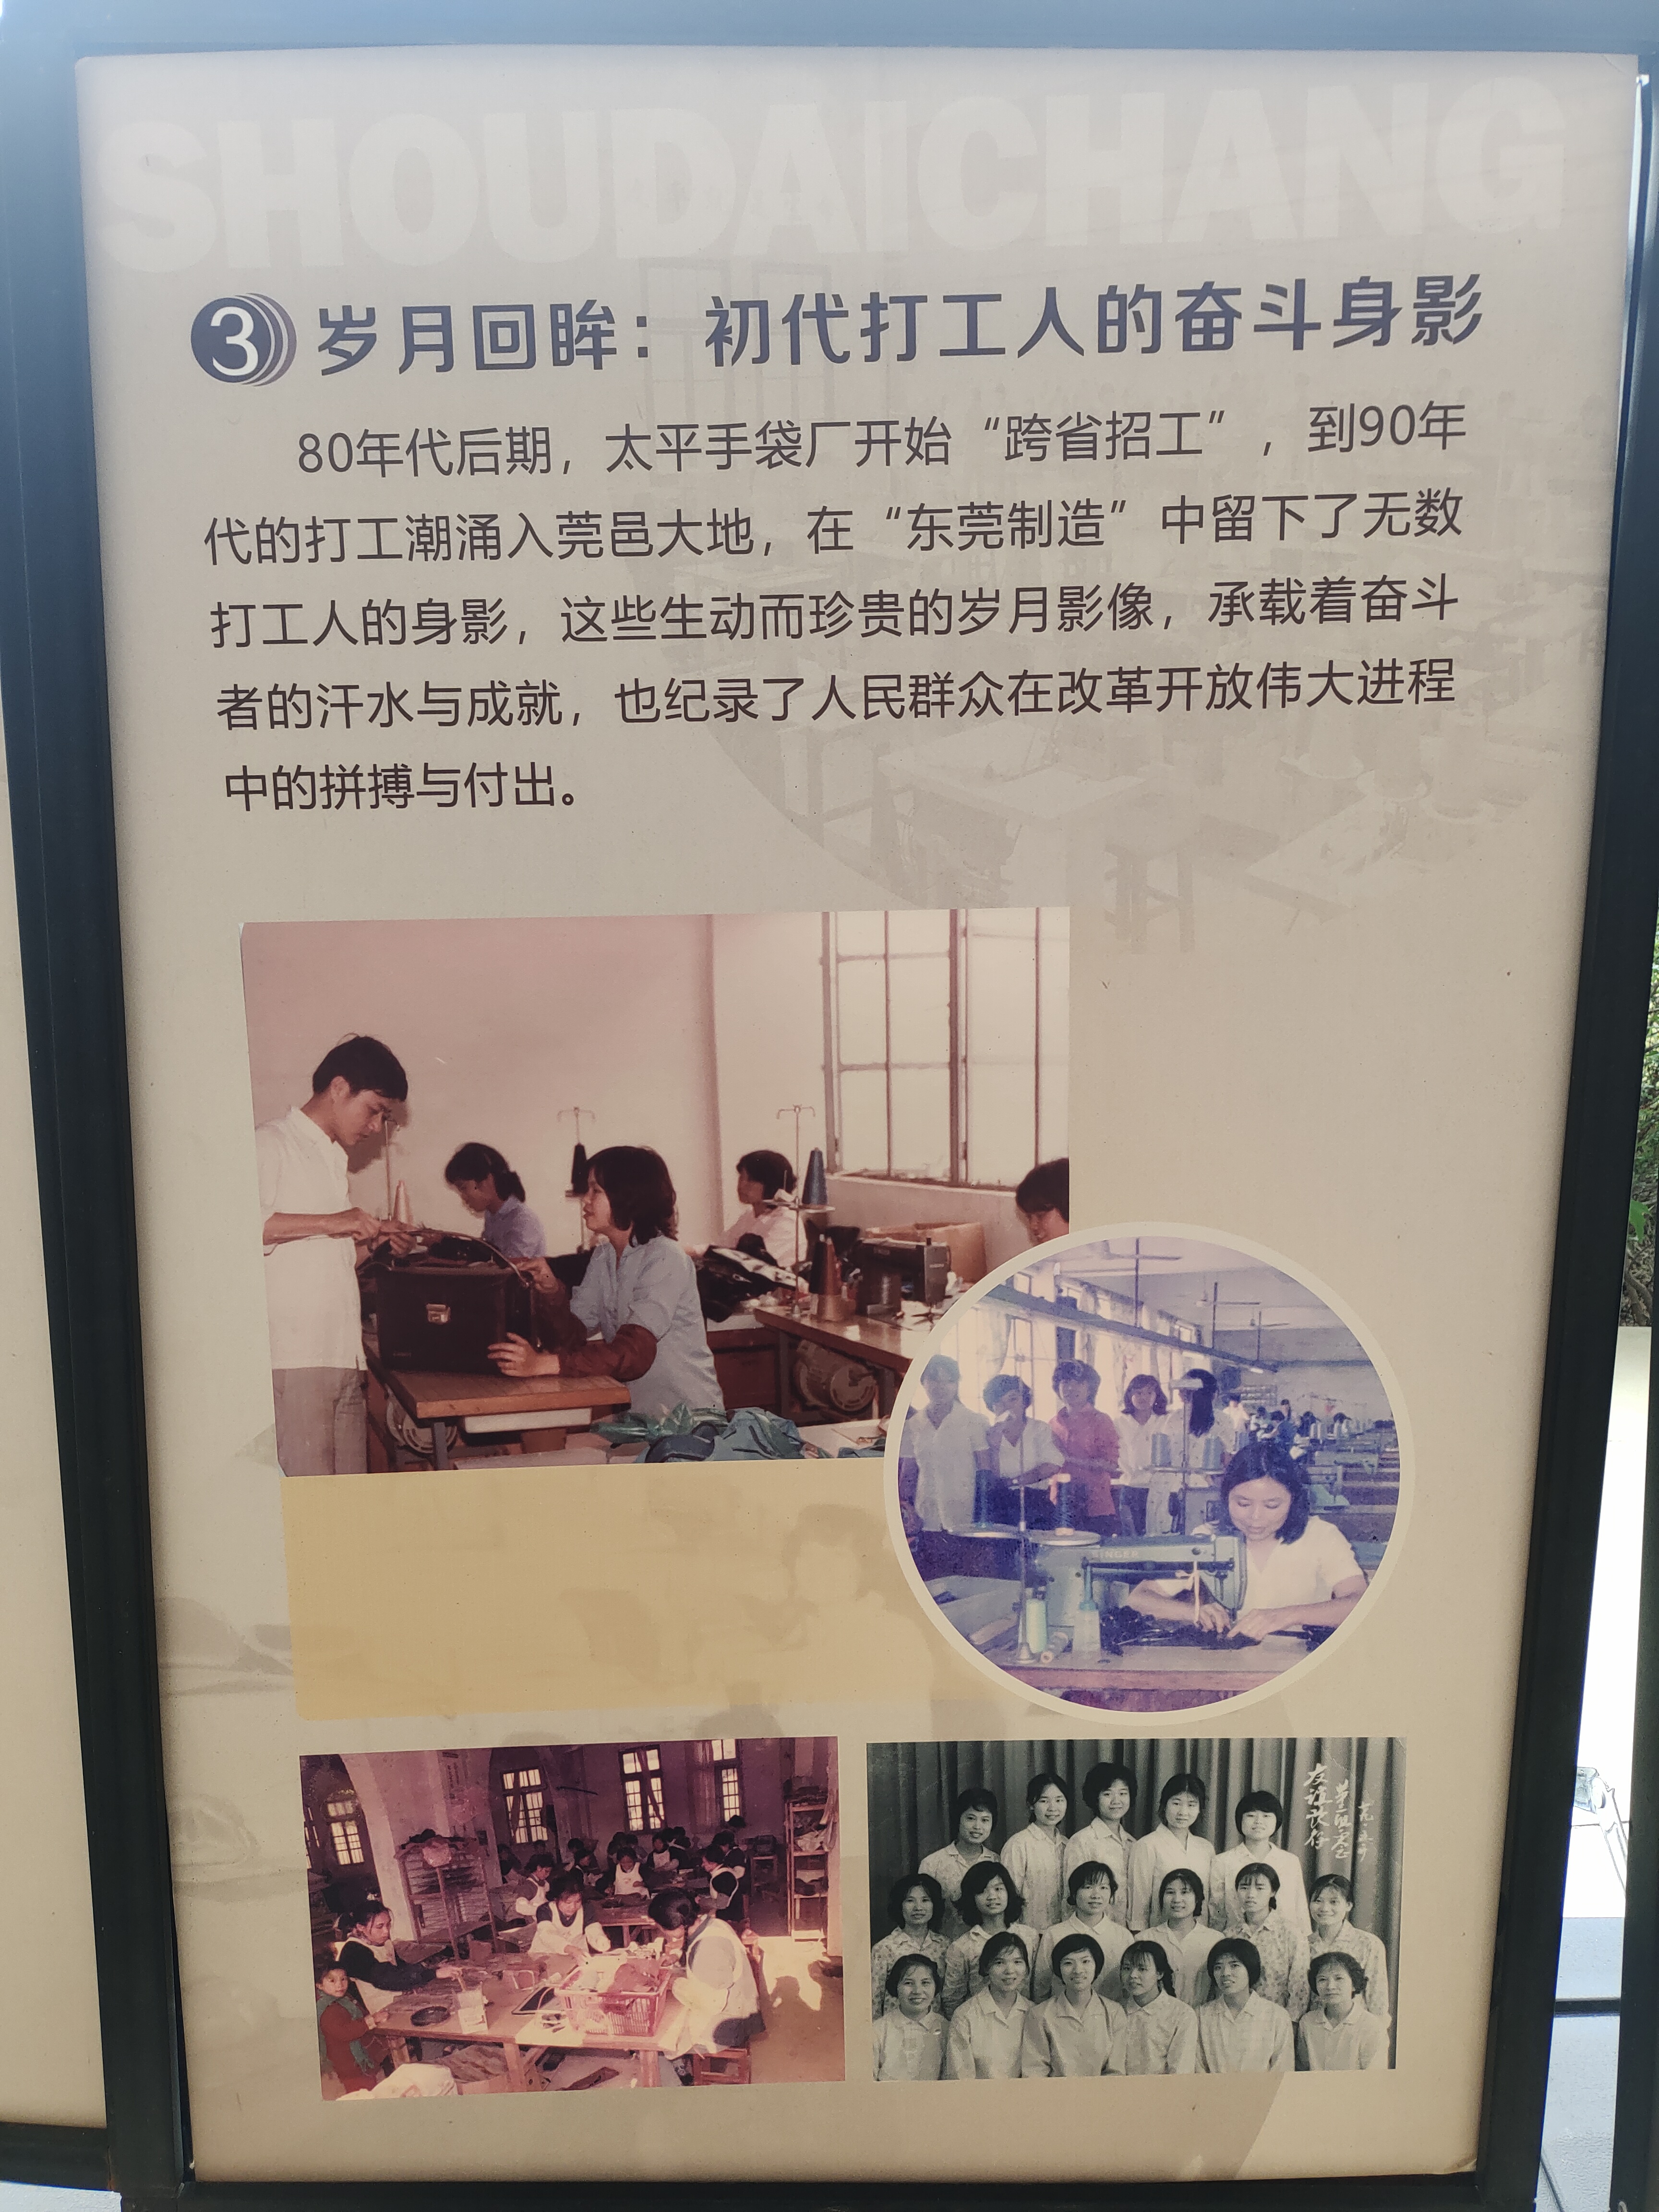 SHOUDAICHANG
3 岁月回眸：初代打工人的奋斗身影
80年代后期，太平手袋厂开始“跨省招工”，到90年
代的打工潮涌入莞邑大地，在“东莞制造”中留下了无数
打工人的身影，这些生动而珍贵的岁月影像，承载着奋斗
者的汗水与成就，也纪录了人民群众在改革开放伟大进程
中的拼搏与付出。
SINGER
友谊长存